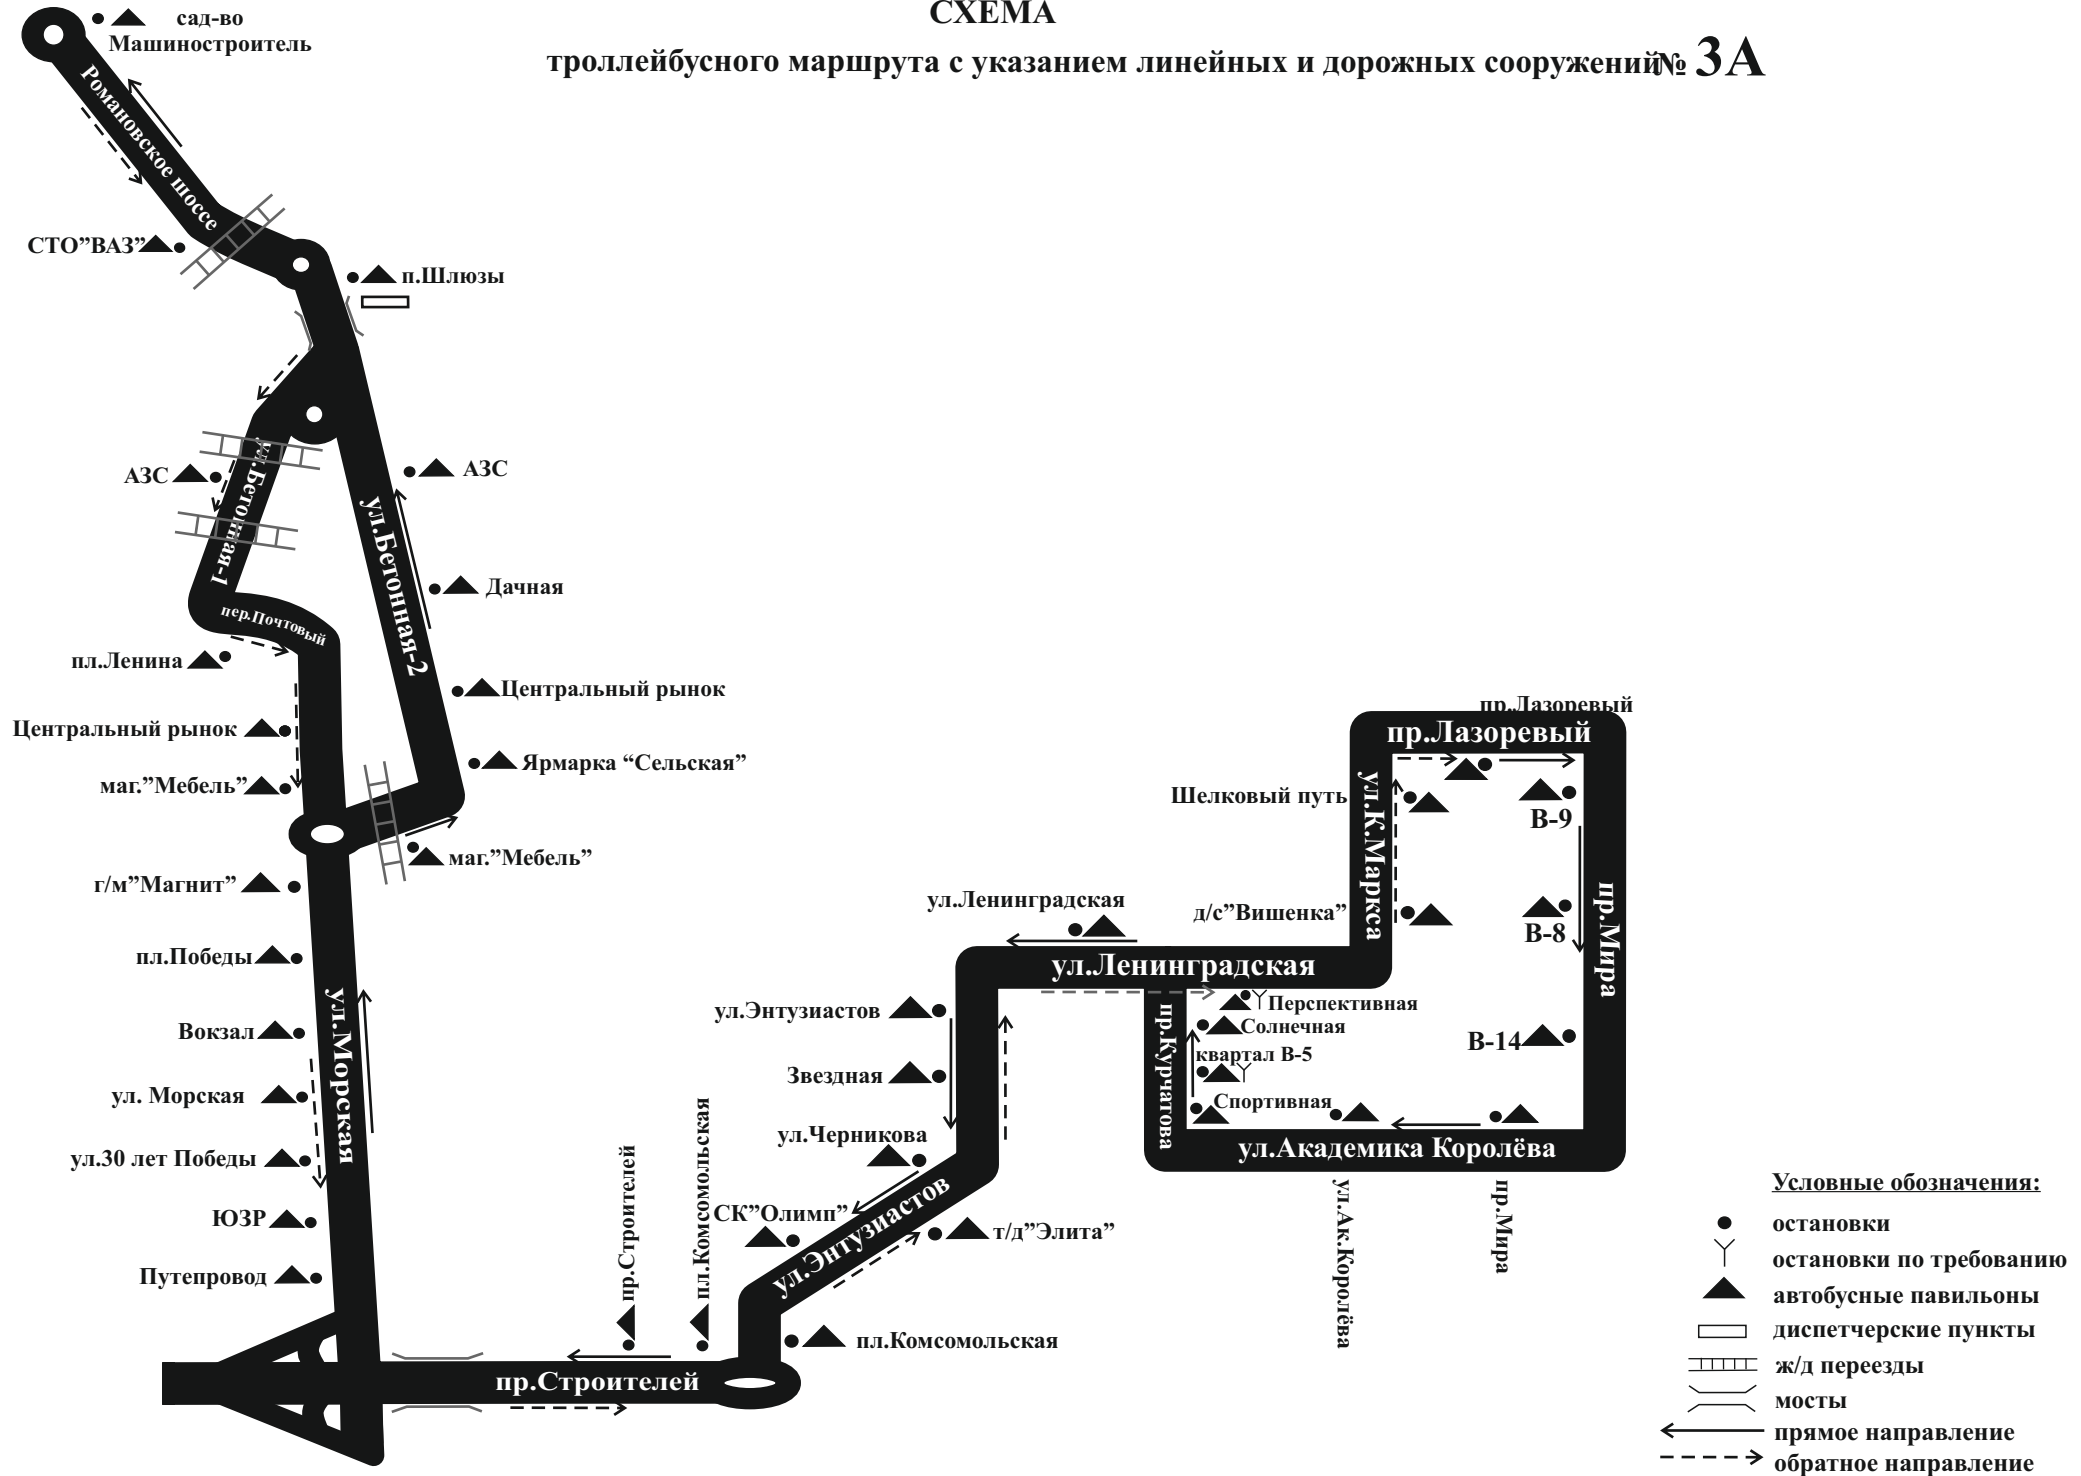 СХЕМА
троллейбусного маршрута с указанием линейных и дорожных сооружений № 3А
сад-во
Машиностроитель
Романовское шоссе
СТО”ВАЗ”
п.Шлюзы
АЗС
ул.Бетонная-1
АЗС
ул.Бетонная-2
Дачная
пер.Почтовый
пл.Ленина
Центральный рынок
Центральный рынок
маг.”Мебель”
Ярмарка “Сельская”
маг.”Мебель”
г/м”Магнит”
пл.Победы
Вокзал
ул.Морская
ул. Морская
ул.30 лет Победы
ЮЗР
Путепровод
пр.Строителей
пр.Строителей
пл.Комсомольская
пл.Комсомольская
СК”Олимп”
ул.Энтузиастов
т/д”Элита”
ул.Черникова
Звездная
ул.Энтузиастов
ул.Ленинградская
ул.Ленинградская
пр.Лазоревый
пр.Лазоревый
Шелковый путь
ул.К.Маркса
д/с”Вишенка”
В-9
В-8
пр.Мира
В-14
Перспективная
Солнечная
квартал В-5
Спортивная
пр.Курчатова
ул.Академика Королёва
ул.Ак.Королёва
пр.Мира
Условные обозначения:
остановки
остановки по требованию
автобусные павильоны
диспетчерские пункты
ж/д переезды
мосты
прямое направление
обратное направление